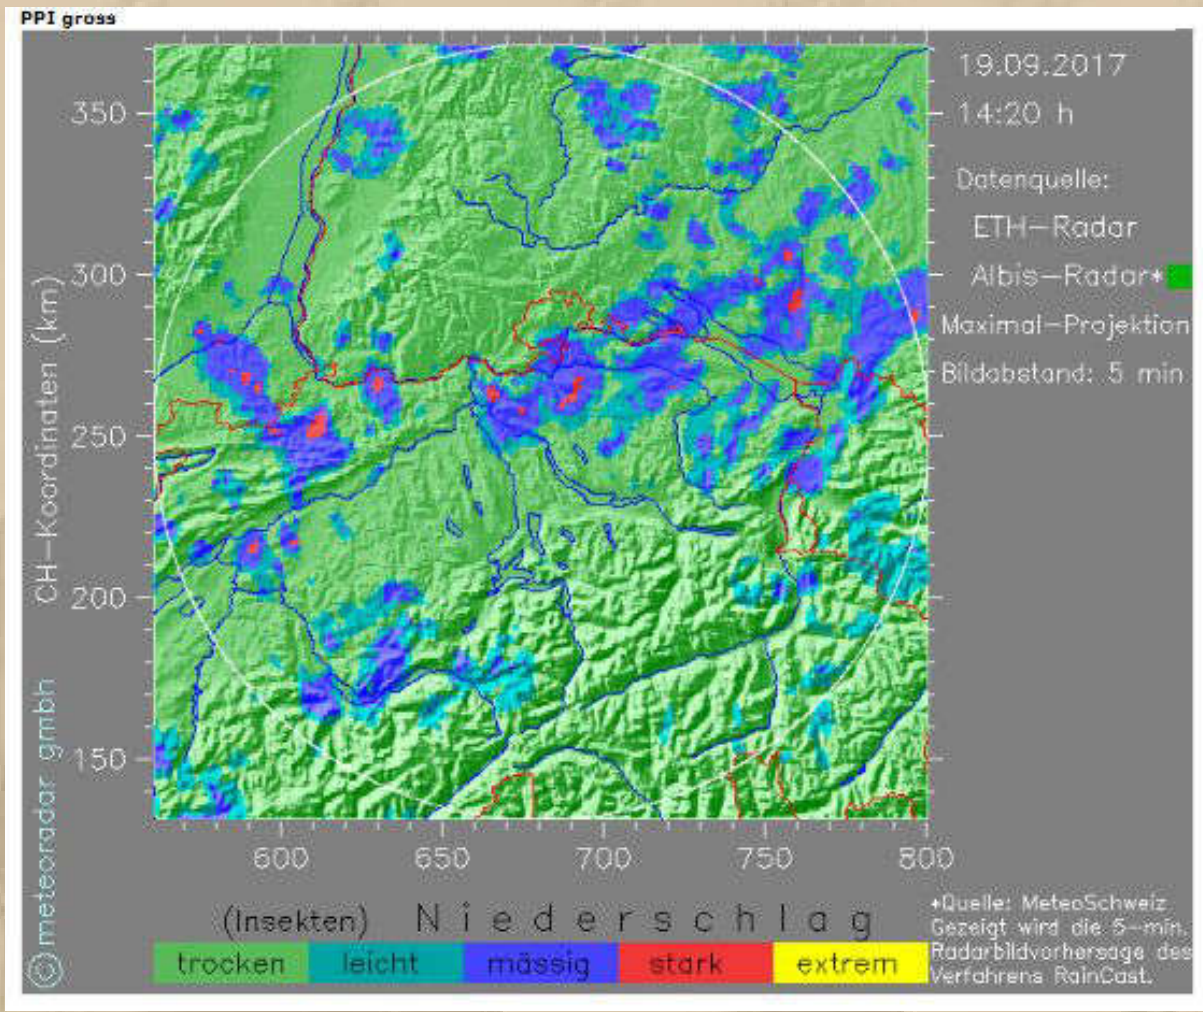 PPI gross
19.09.2017
14:20 h
Datenquelle:
ETH-Radar
Albis-Radar*
Maximal-Projektion
Bildabstand: 5 min
CH-Koordinaten (km)
350
300
250
200
150
600
650
700
750
800
© meteoradar gmbh
(Insekten) Niederschlag
trocken
leicht
mässig
stark
extrem
*Quelle: MeteoSchweiz
Gezeigt wird die 5-min.
Radarbildvorhersage des
Verfahrens RainCast.